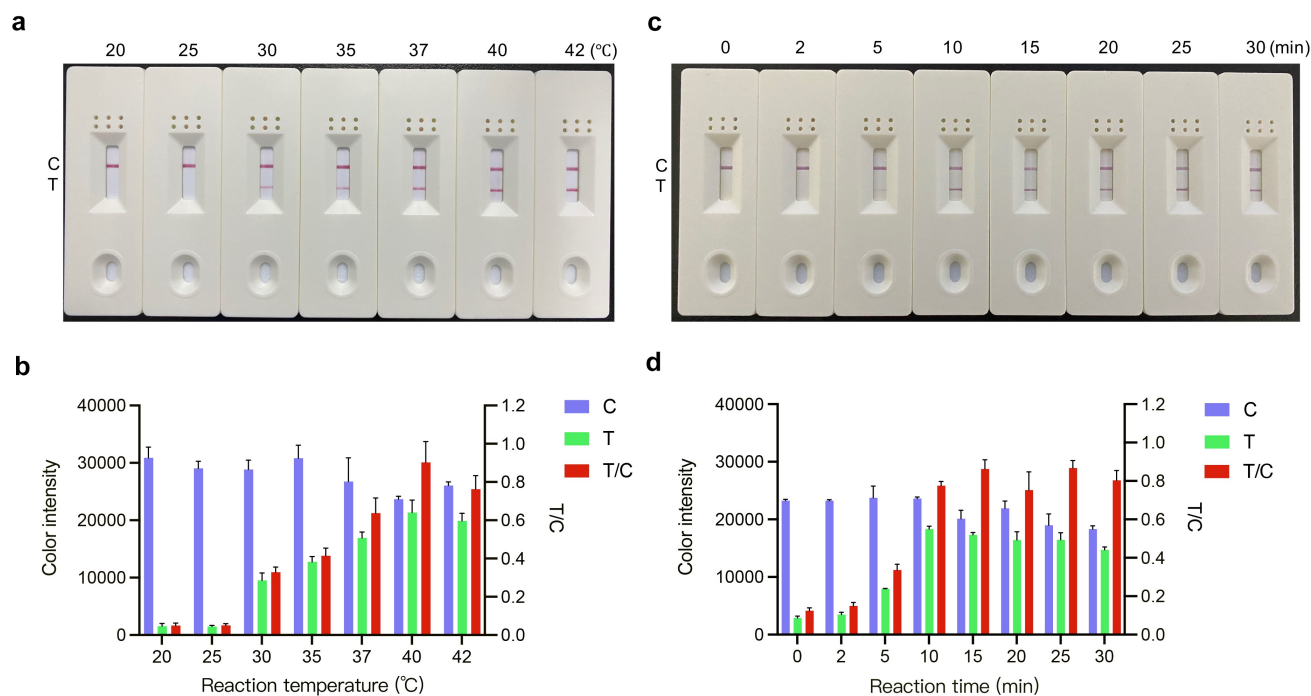 a
20 25 30 35 37 40 42 (℃)
C
T
b
40000
30000
20000
10000
0
Color intensity
1.2
1.0
0.8
0.6
0.4
0.2
0.0
T/C
C
T
T/C
20 25 30 35 37 40 42
Reaction temperature (℃)
c
0 2 5 10 15 20 25 30 (min)
C
T
d
40000
30000
20000
10000
0
Color intensity
1.2
1.0
0.8
0.6
0.4
0.2
0.0
T/C
C
T
T/C
0 2 5 10 15 20 25 30
Reaction time (min)